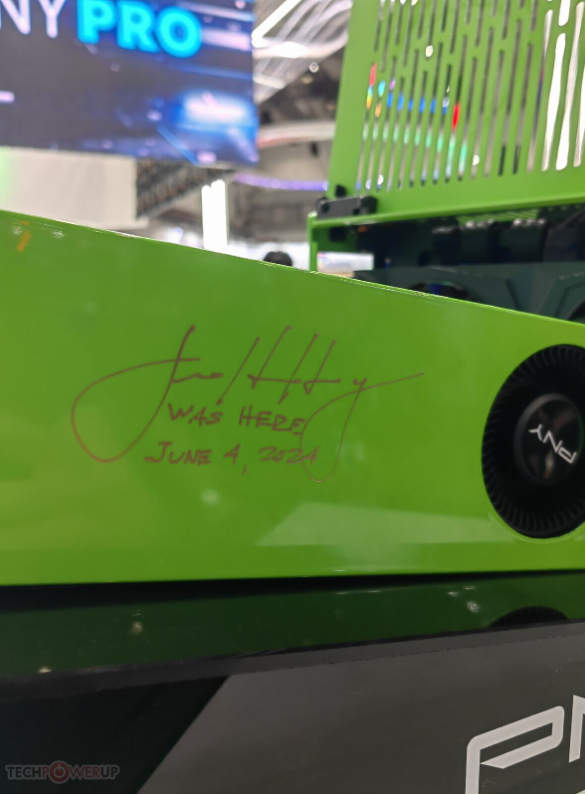 NY PRO
WAS HERE
JUNE 4, 2024
PNY
PN
TECHPOWERUP